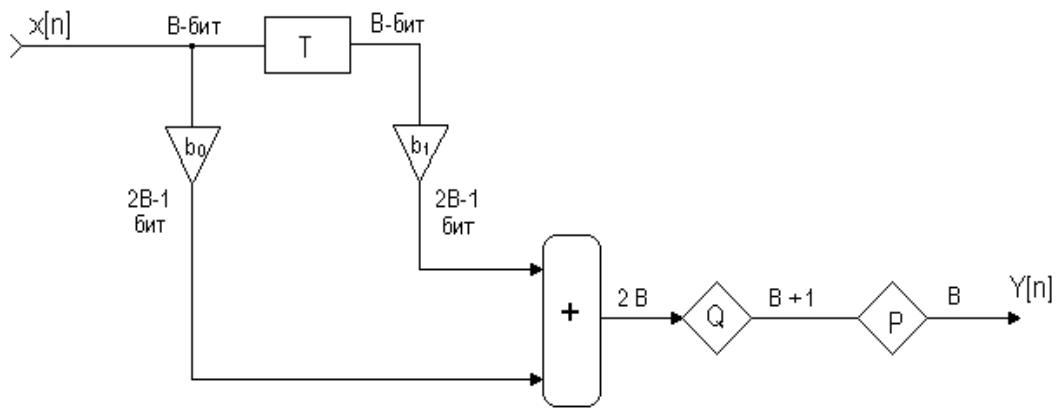 x[n]
B-бит
T
B-бит
b₀
b₁
2B-1
бит
2B-1
бит
+
2 B
Q
B +1
P
B
Y[n]